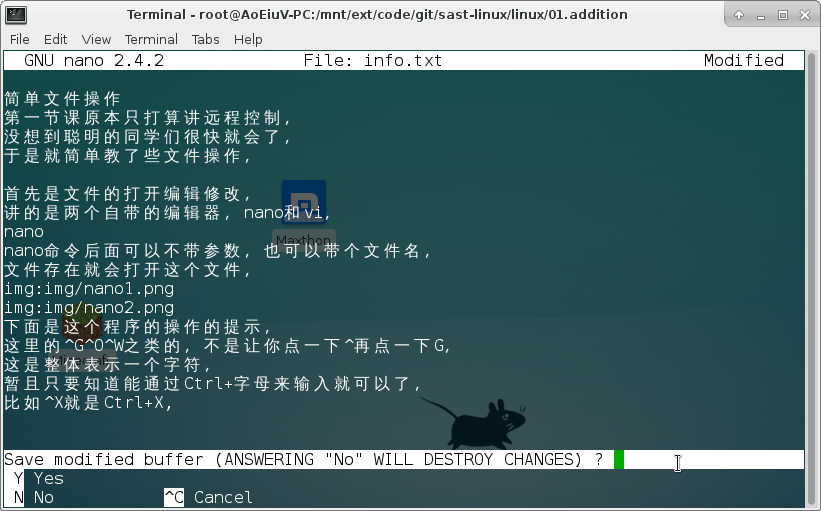 Terminal - root@AoEiuV-PC:/mnt/ext/code/git/sast-linux/linux/01.addition
File Edit View Terminal Tabs Help
GNU nano 2.4.2 File: info.txt Modified
简单文件操作
第一节课原本只打算讲远程控制,
没想到聪明的同学们很快就会了,
于是就简单教了些文件操作,
首先是文件的打开编辑修改,
讲的是两个自带的编辑器, nano和vi,
nano
nano命令后面可以不带参数, 也可以带个文件名,
Maxthon
文件存在就会打开这个文件,
img:img/nano1.png
img:img/nano2.png
下面是这个程序的操作的提示,
这里的^G^O^W之类的, 不是让你点一下^再点一下G,
这是整体表示一个字符,
暂且只要知道能通过Ctrl+字母来输入就可以了,
比如^X就是Ctrl+X,
Save modified buffer (ANSWERING "No" WILL DESTROY CHANGES) ?
Y Yes
N No ^C Cancel